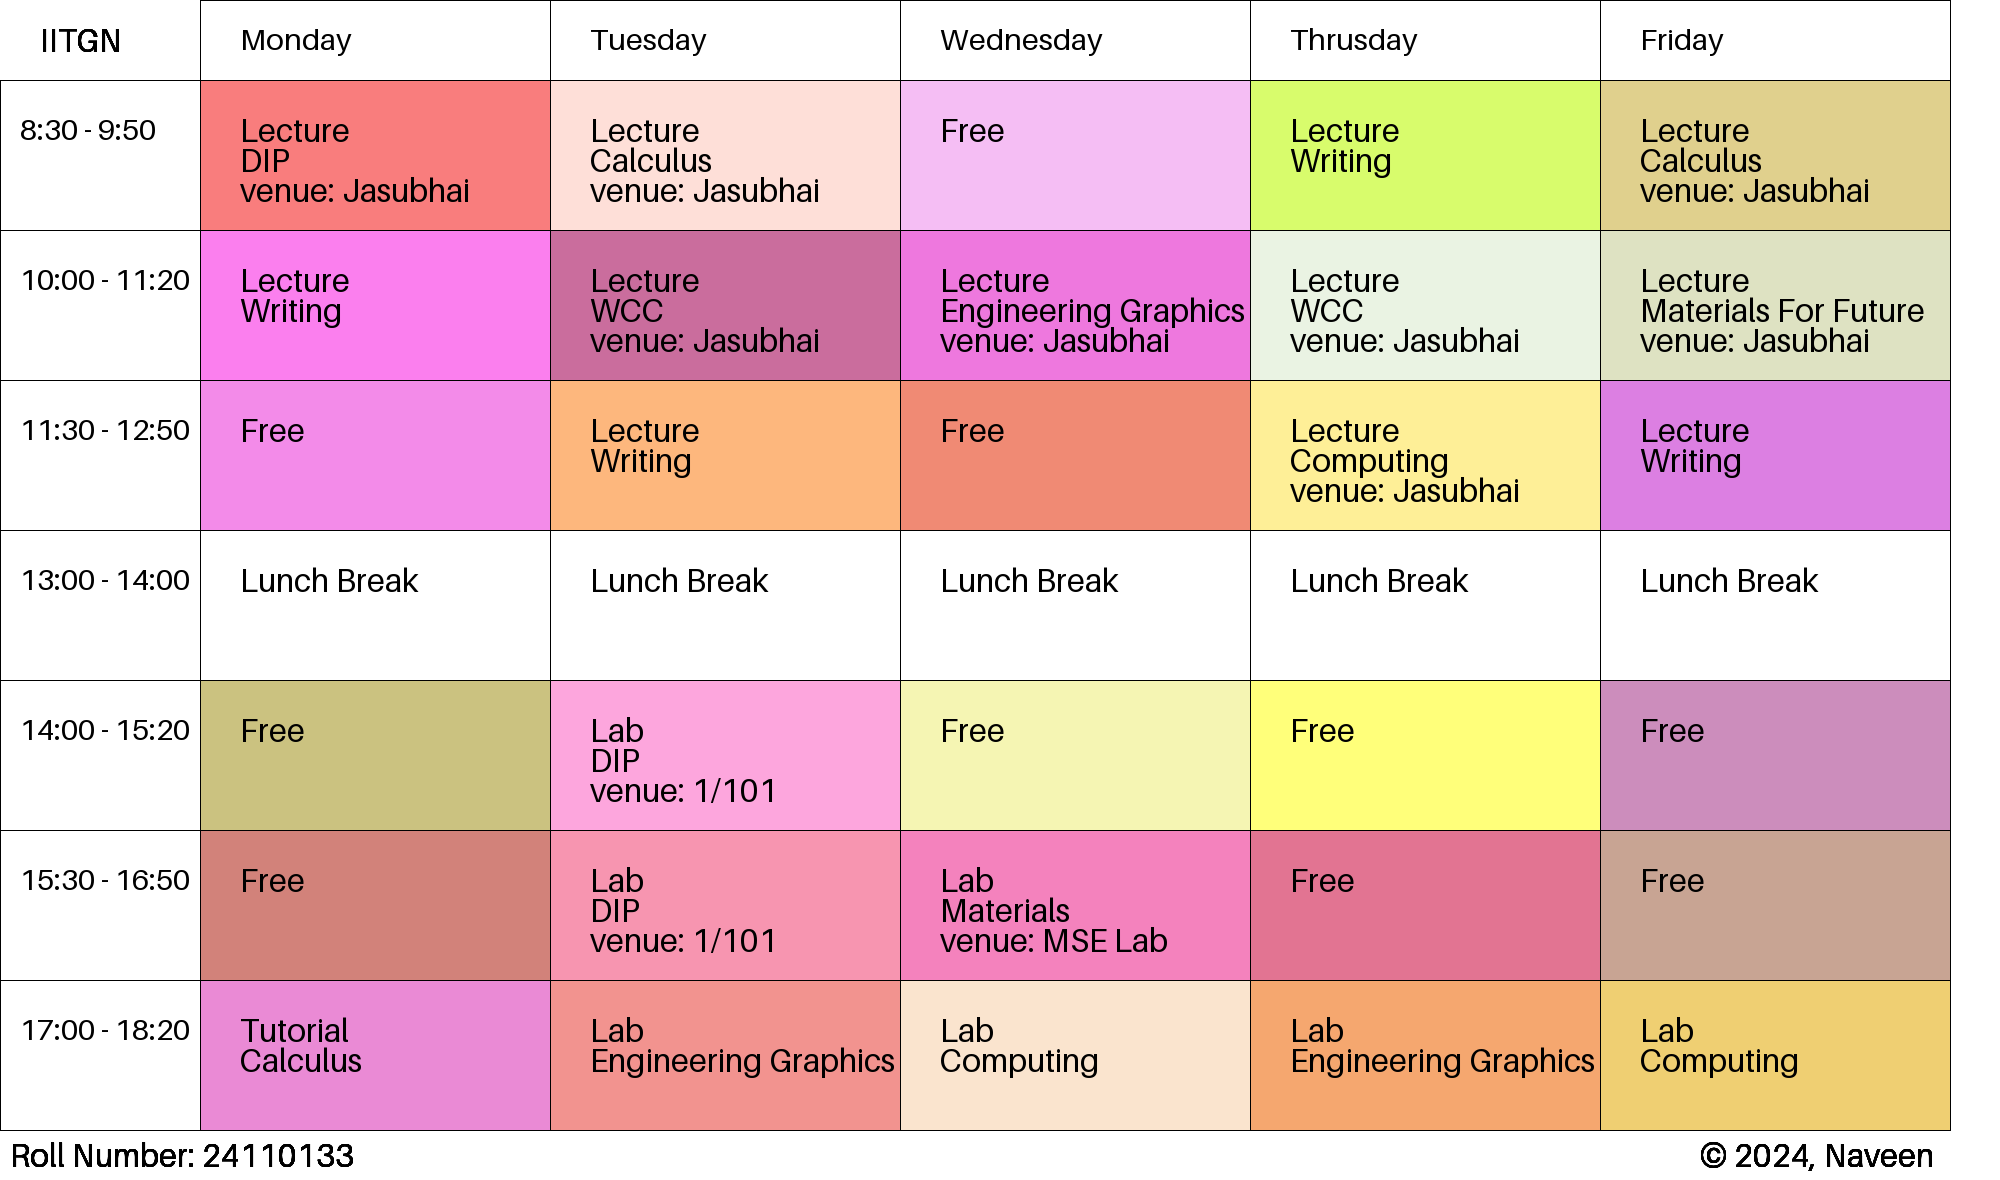 IITGN Monday Tuesday Wednesday Thrusday Friday
8:30 - 9:50
Lecture
DIP
venue: Jasubhai
Lecture
Calculus
venue: Jasubhai
Free
Lecture
Writing
Lecture
Calculus
venue: Jasubhai
10:00 - 11:20
Lecture
Writing
Lecture
WCC
venue: Jasubhai
Lecture
Engineering Graphics
venue: Jasubhai
Lecture
WCC
venue: Jasubhai
Lecture
Materials For Future
venue: Jasubhai
11:30 - 12:50
Free
Lecture
Writing
Free
Lecture
Computing
venue: Jasubhai
Lecture
Writing
13:00 - 14:00
Lunch Break
Lunch Break
Lunch Break
Lunch Break
Lunch Break
14:00 - 15:20
Free
Lab
DIP
venue: 1/101
Free
Free
Free
15:30 - 16:50
Free
Lab
DIP
venue: 1/101
Lab
Materials
venue: MSE Lab
Free
Free
17:00 - 18:20
Tutorial
Calculus
Lab
Engineering Graphics
Lab
Computing
Lab
Engineering Graphics
Lab
Computing
Roll Number: 24110133
© 2024, Naveen